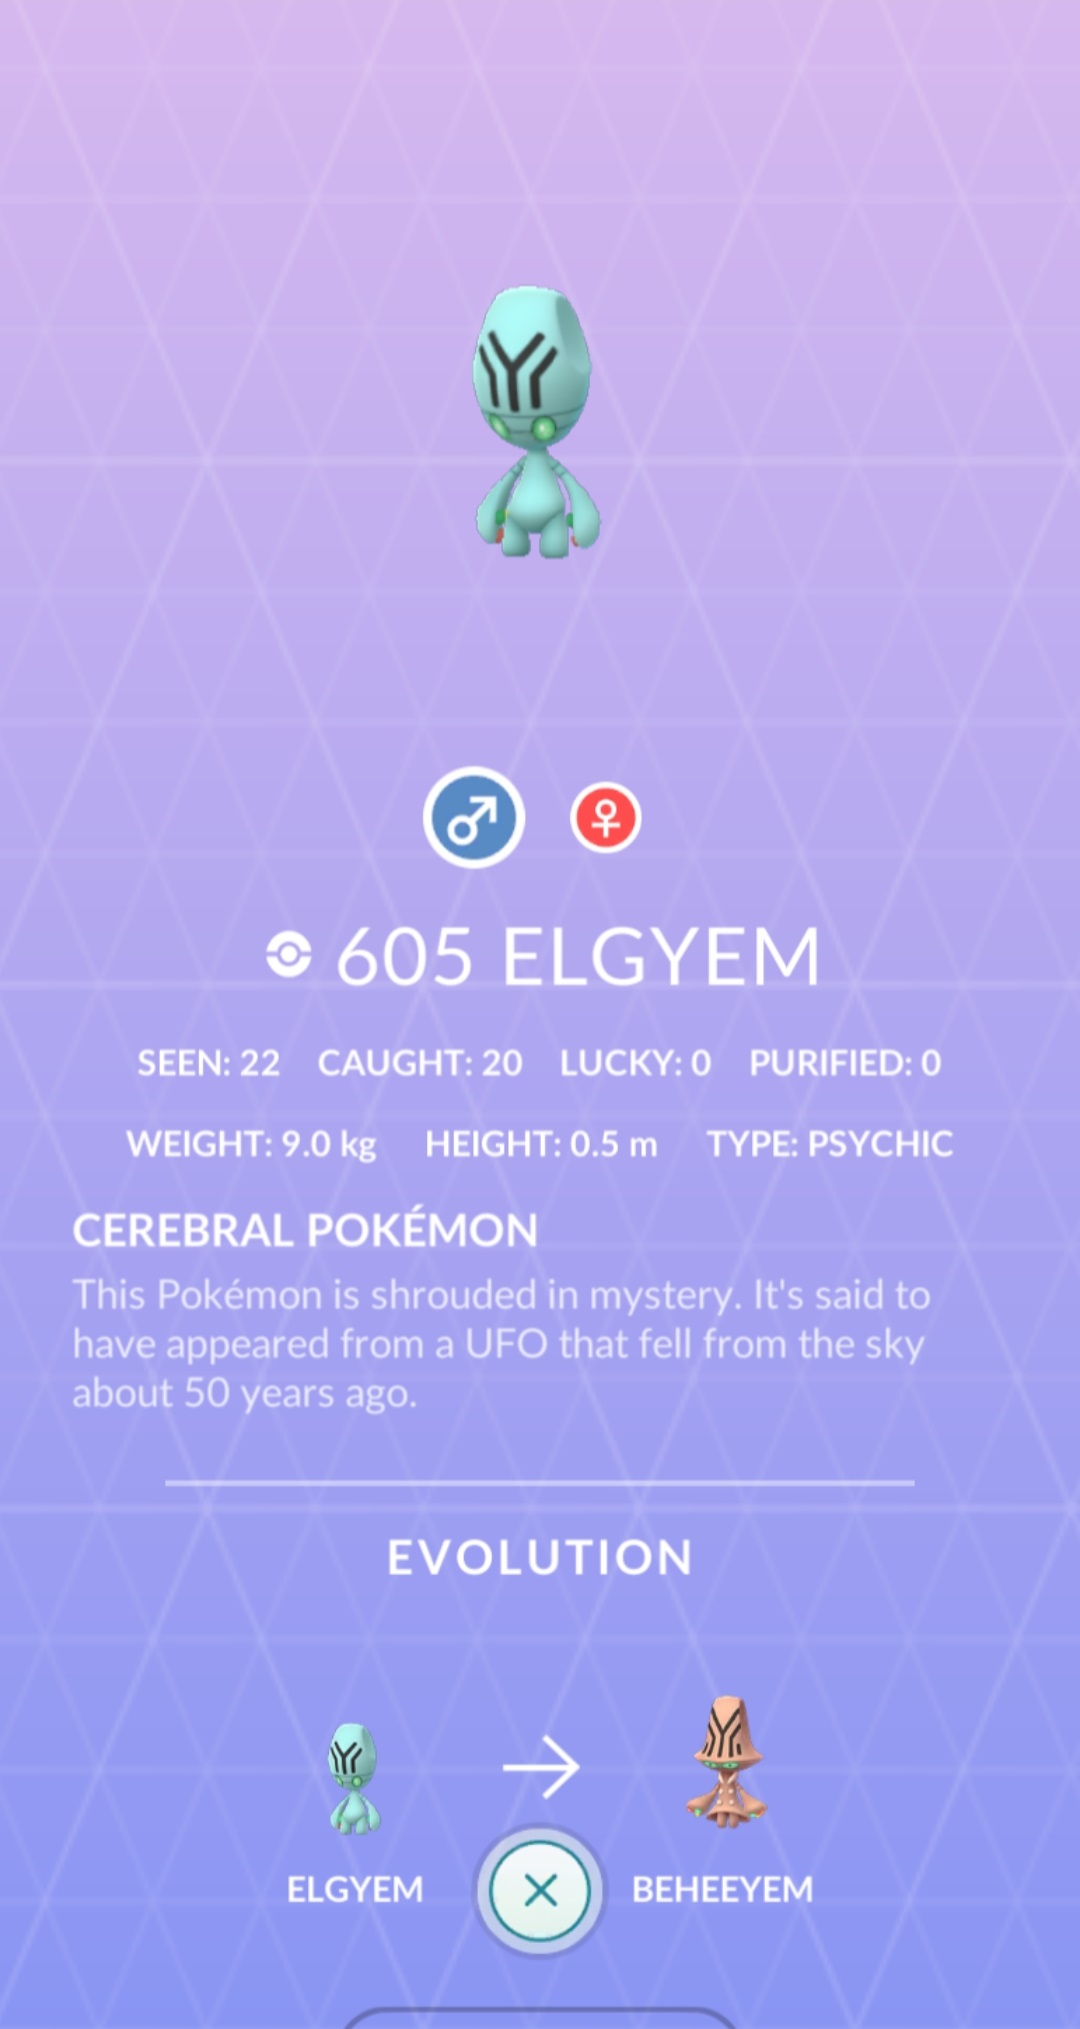 605 ELGYEM
SEEN: 22 CAUGHT: 20 LUCKY: 0 PURIFIED: 0
WEIGHT: 9.0 kg HEIGHT: 0.5 m TYPE: PSYCHIC
CEREBRAL POKÉMON
This Pokémon is shrouded in mystery. It's said to
have appeared from a UFO that fell from the sky
about 50 years ago.
EVOLUTION
ELGYEM BEHEEYEM